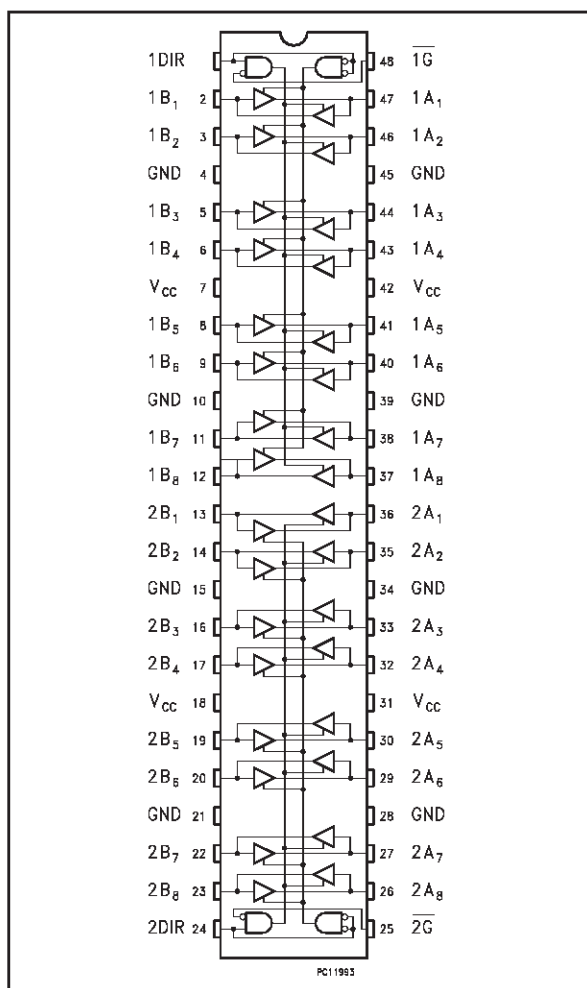 1DIR 1 48 1G
1B1 2 47 1A1
1B2 3 46 1A2
GND 4 45 GND
1B3 5 44 1A3
1B4 6 43 1A4
VCC 7 42 VCC
1B5 8 41 1A5
1B6 9 40 1A6
GND 10 39 GND
1B7 11 38 1A7
1B8 12 37 1A8
2B1 13 36 2A1
2B2 14 35 2A2
GND 15 34 GND
2B3 16 33 2A3
2B4 17 32 2A4
VCC 18 31 VCC
2B5 19 30 2A5
2B6 20 29 2A6
GND 21 28 GND
2B7 22 27 2A7
2B8 23 26 2A8
2DIR 24 25 2G
PC11993